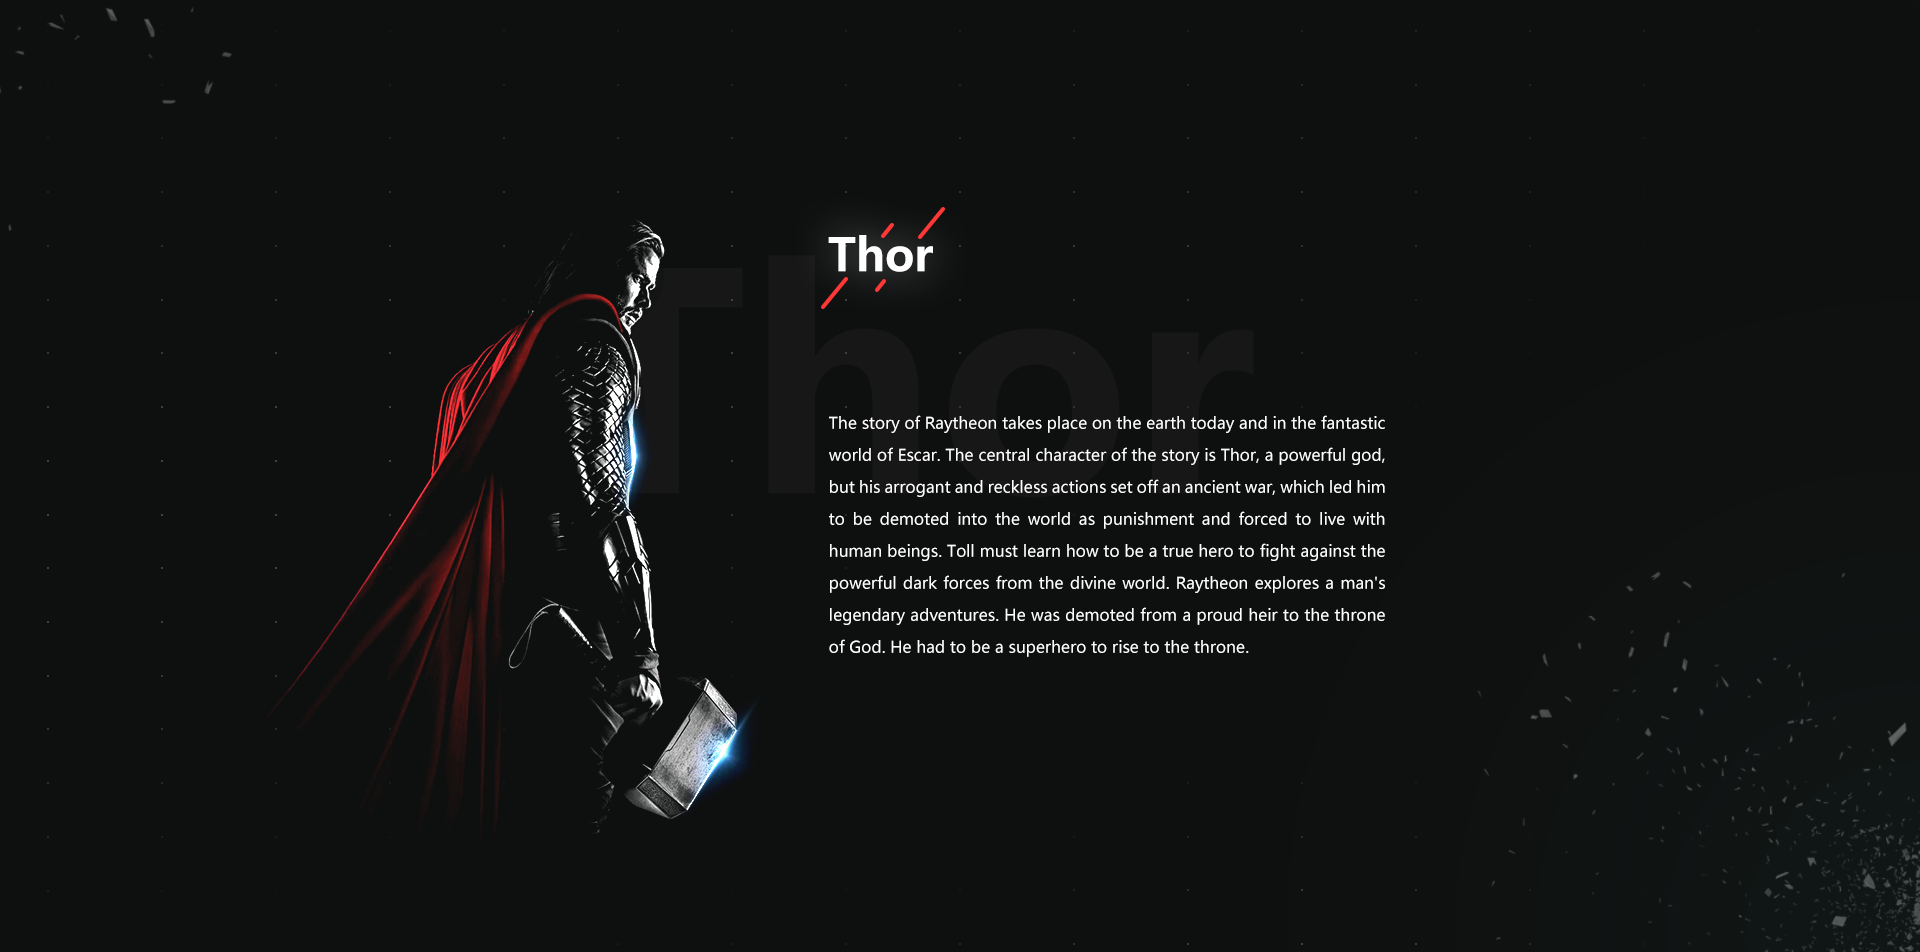 Thor
Thor
The story of Raytheon takes place on the earth today and in the fantastic
world of Escar. The central character of the story is Thor, a powerful god,
but his arrogant and reckless actions set off an ancient war, which led him
to be demoted into the world as punishment and forced to live with
human beings. Toll must learn how to be a true hero to fight against the
powerful dark forces from the divine world. Raytheon explores a man's
legendary adventures. He was demoted from a proud heir to the throne
of God. He had to be a superhero to rise to the throne.